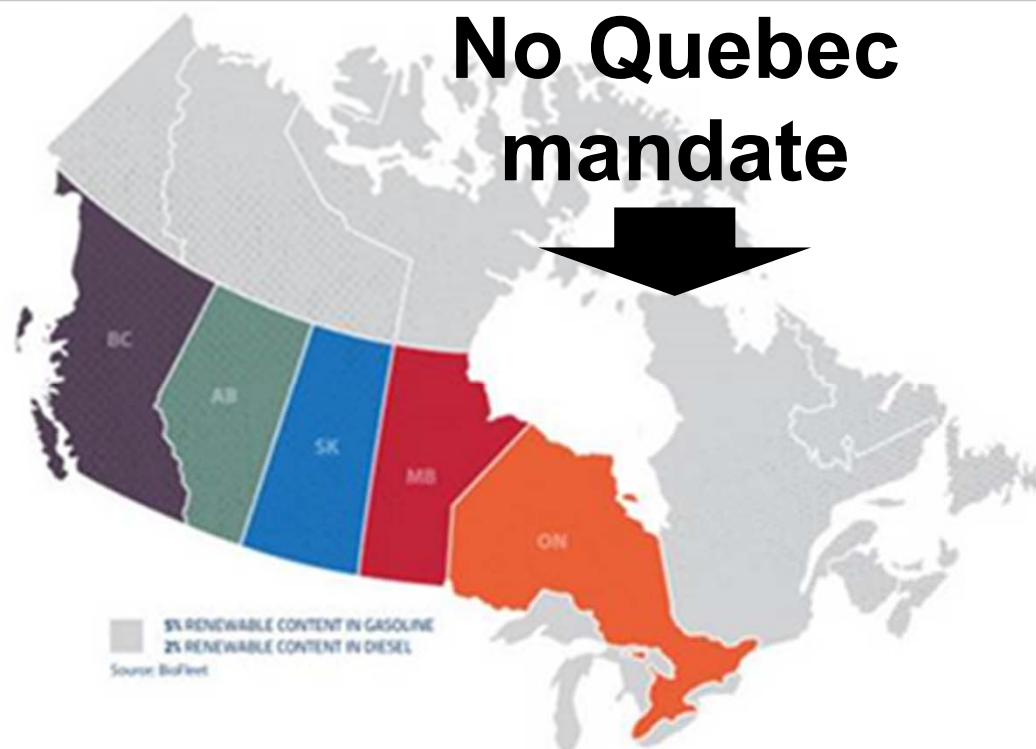 No Quebec
mandate
BC
AB
SK
MB
ON
5% RENEWABLE CONTENT IN GASOLINE
2% RENEWABLE CONTENT IN DIESEL
Source: BioFleet